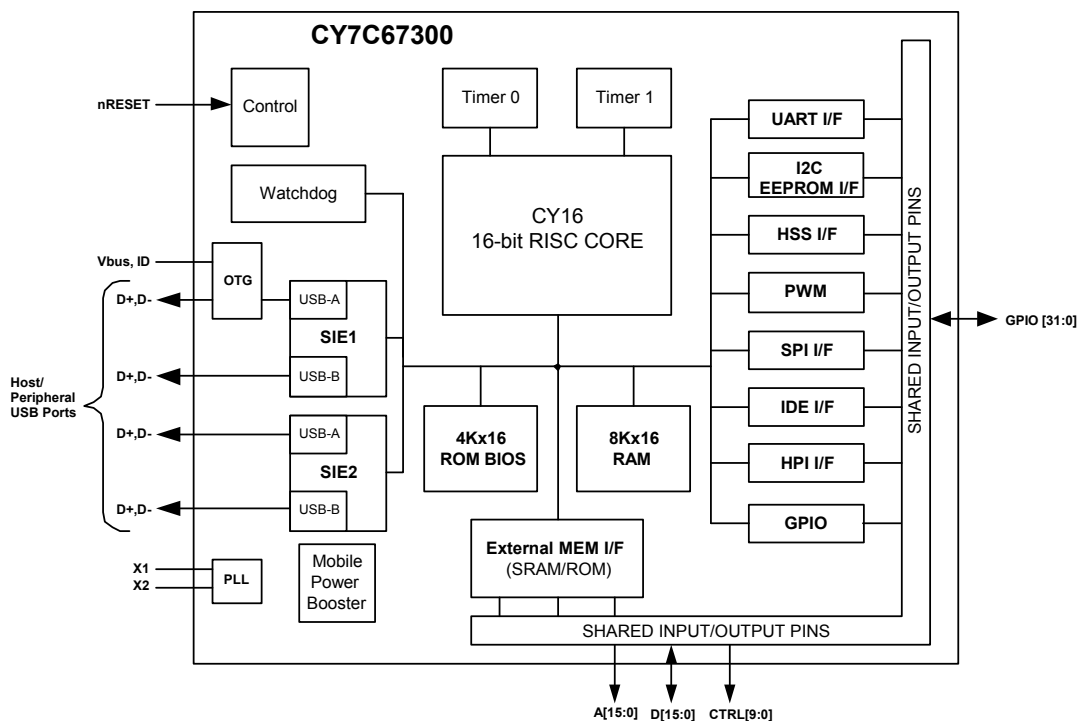 CY7C67300
nRESET
Control
Timer 0
Timer 1
Watchdog
CY16
16-bit RISC CORE
UART I/F
I2C
EEPROM I/F
HSS I/F
PWM
SPI I/F
IDE I/F
HPI I/F
GPIO
SHARED INPUT/OUTPUT PINS
GPIO [31:0]
Vbus, ID
OTG
D+,D-
USB-A
SIE1
D+,D-
USB-B
Host/
Peripheral
USB Ports
D+,D-
USB-A
SIE2
D+,D-
USB-B
4Kx16
ROM BIOS
8Kx16
RAM
X1
X2
PLL
Mobile
Power
Booster
External MEM I/F
(SRAM/ROM)
SHARED INPUT/OUTPUT PINS
A[15:0]
D[15:0]
CTRL[9:0]